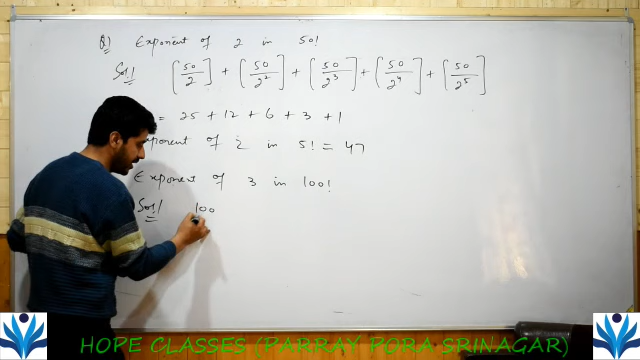 Q1 Exponent of 2 in 50!
Sol [50/2] + [50/2²] + [50/2³] + [50/2⁴] + [50/2⁵]
= 25 + 12 + 6 + 3 + 1
xponent of 2 in 5! = 47
Exponent of 3 in 100!
Sol 100
HOPE CLASSES (PARRAY PORA SRINAGAR)